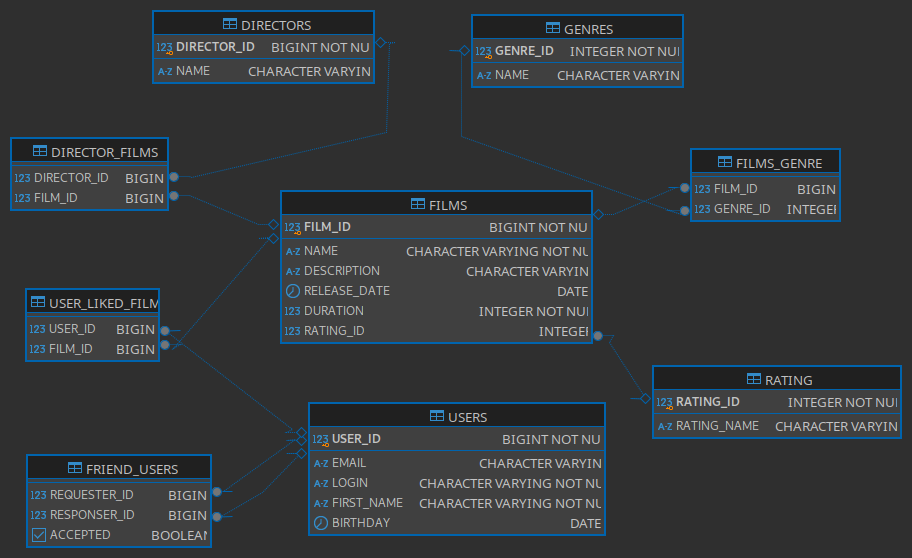 DIRECTORS
123 DIRECTOR_ID BIGINT NOT NU
A-Z NAME CHARACTER VARYIN
GENRES
123 GENRE_ID INTEGER NOT NUI
A-Z NAME CHARACTER VARYIN
DIRECTOR_FILMS
123 DIRECTOR_ID BIGIN
123 FILM_ID BIGIN
FILMS_GENRE
123 FILM_ID BIGIN
123 GENRE_ID INTEGEF
FILMS
123 FILM_ID BIGINT NOT NU
A-Z NAME CHARACTER VARYING NOT NU
A-Z DESCRIPTION CHARACTER VARYIN
RELEASE_DATE DATE
123 DURATION INTEGER NOT NUI
123 RATING_ID INTEGEI
USER_LIKED_FILM
123 USER_ID BIGIN
123 FILM_ID BIGIN
RATING
123 RATING_ID INTEGER NOT NUI
A-Z RATING_NAME CHARACTER VARYIN
USERS
123 USER_ID BIGINT NOT NU
A-Z EMAIL CHARACTER VARYIN
A-Z LOGIN CHARACTER VARYING NOT NU
A-Z FIRST_NAME CHARACTER VARYING NOT NU
BIRTHDAY DATE
FRIEND_USERS
123 REQUESTER_ID BIGIN
123 RESPONSER_ID BIGIN
ACCEPTED BOOLEAN